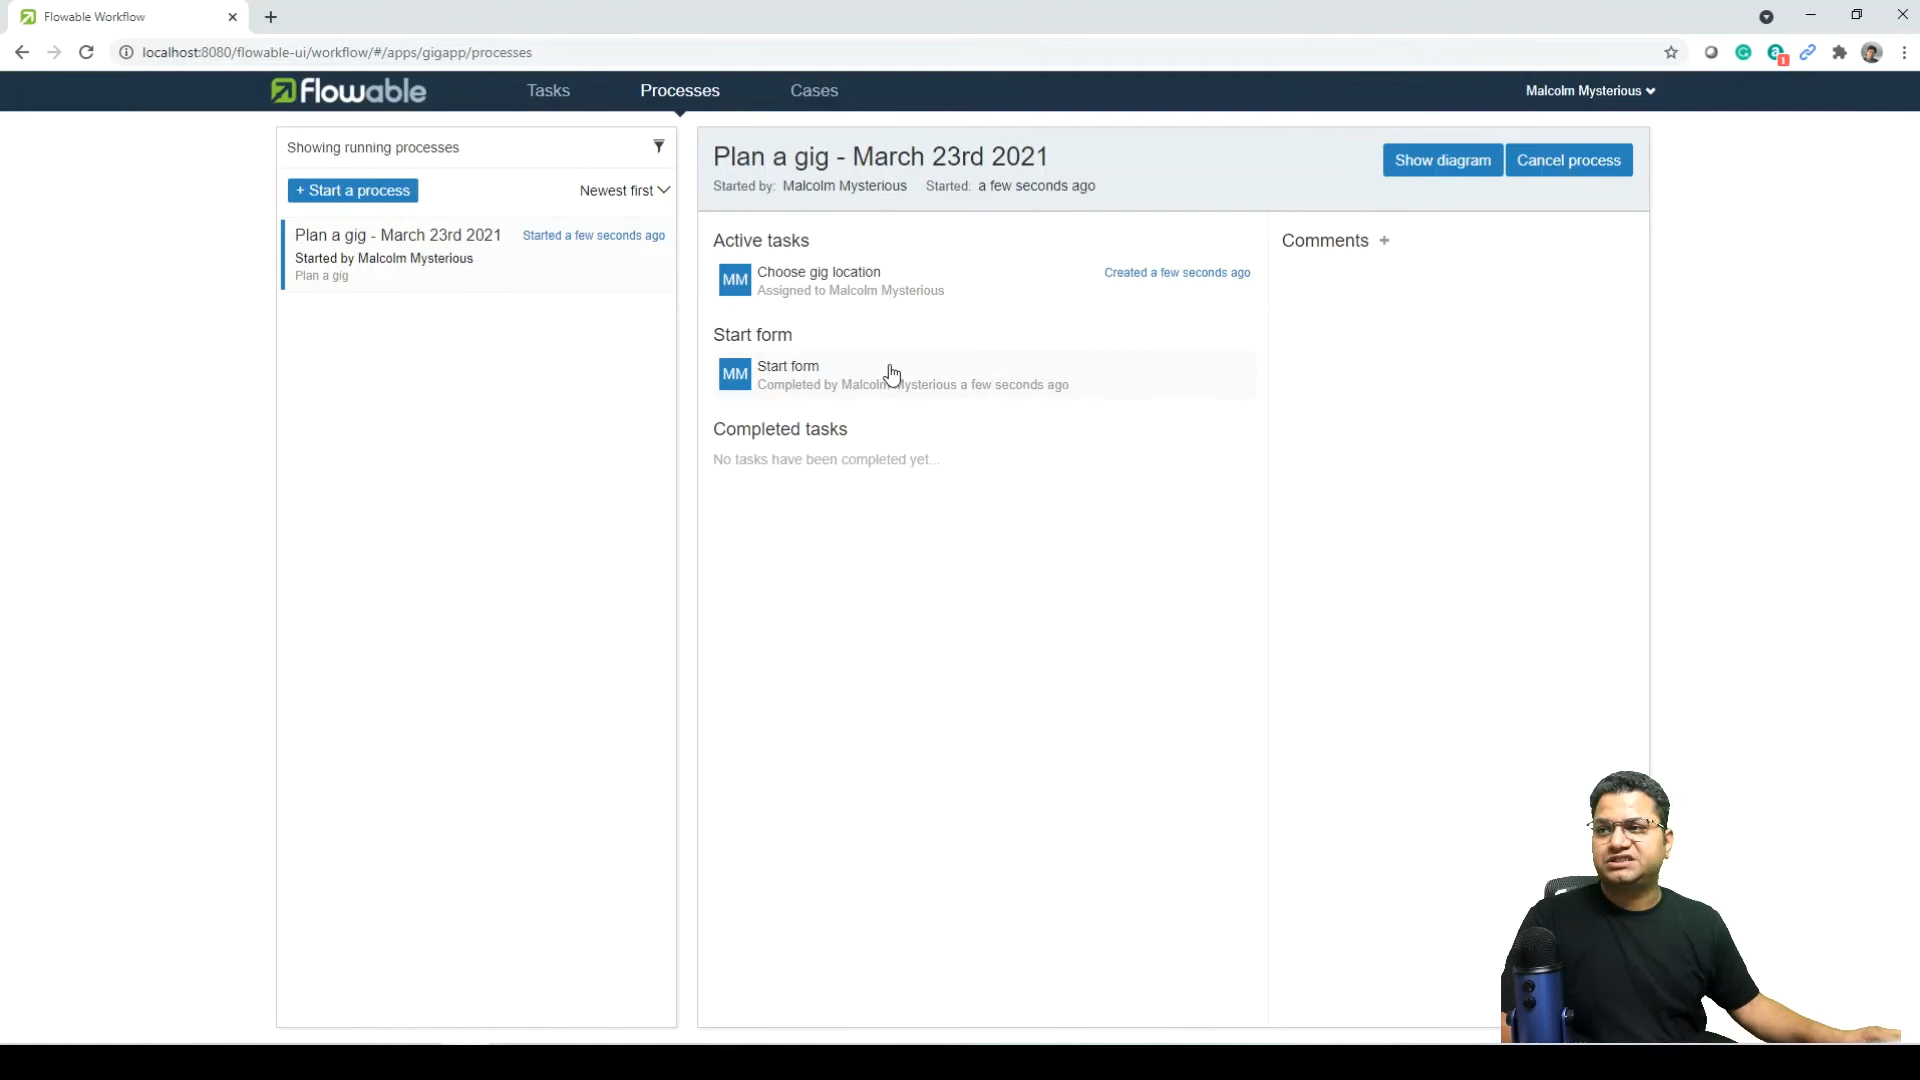 Flowable Workflow
localhost:8080/flowable-ui/workflow/#/apps/gigapp/processes
1
flowable
Tasks
Processes
Cases
Malcolm Mysterious
Showing running processes
+ Start a process
Newest first
Plan a gig - March 23rd 2021
Started a few seconds ago
Started by Malcolm Mysterious
Plan a gig
Plan a gig - March 23rd 2021
Started by: Malcolm Mysterious Started: a few seconds ago
Show diagram
Cancel process
Active tasks
MM
Choose gig location
Created a few seconds ago
Assigned to Malcolm Mysterious
Start form
MM
Start form
Completed by Malcolm Mysterious a few seconds ago
Completed tasks
No tasks have been completed yet...
Comments +